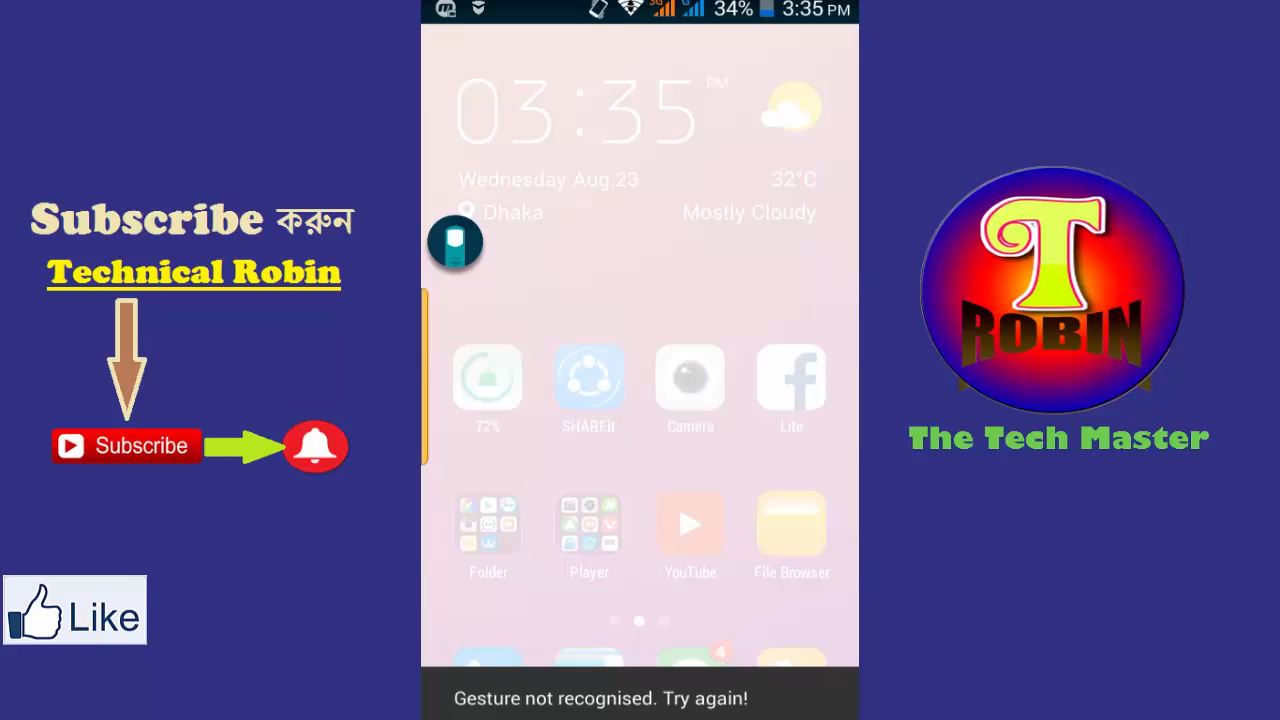 34% 3:35 PM
03:35 PM
Wednesday Aug.23 32°C
Dhaka Mostly Cloudy
Subscribe করুন
Technical Robin
Subscribe
Like
72% SHAREit Camera Lite
Folder Player YouTube File Browser
4
Gesture not recognised. Try again!
T
ROBIN
The Tech Master